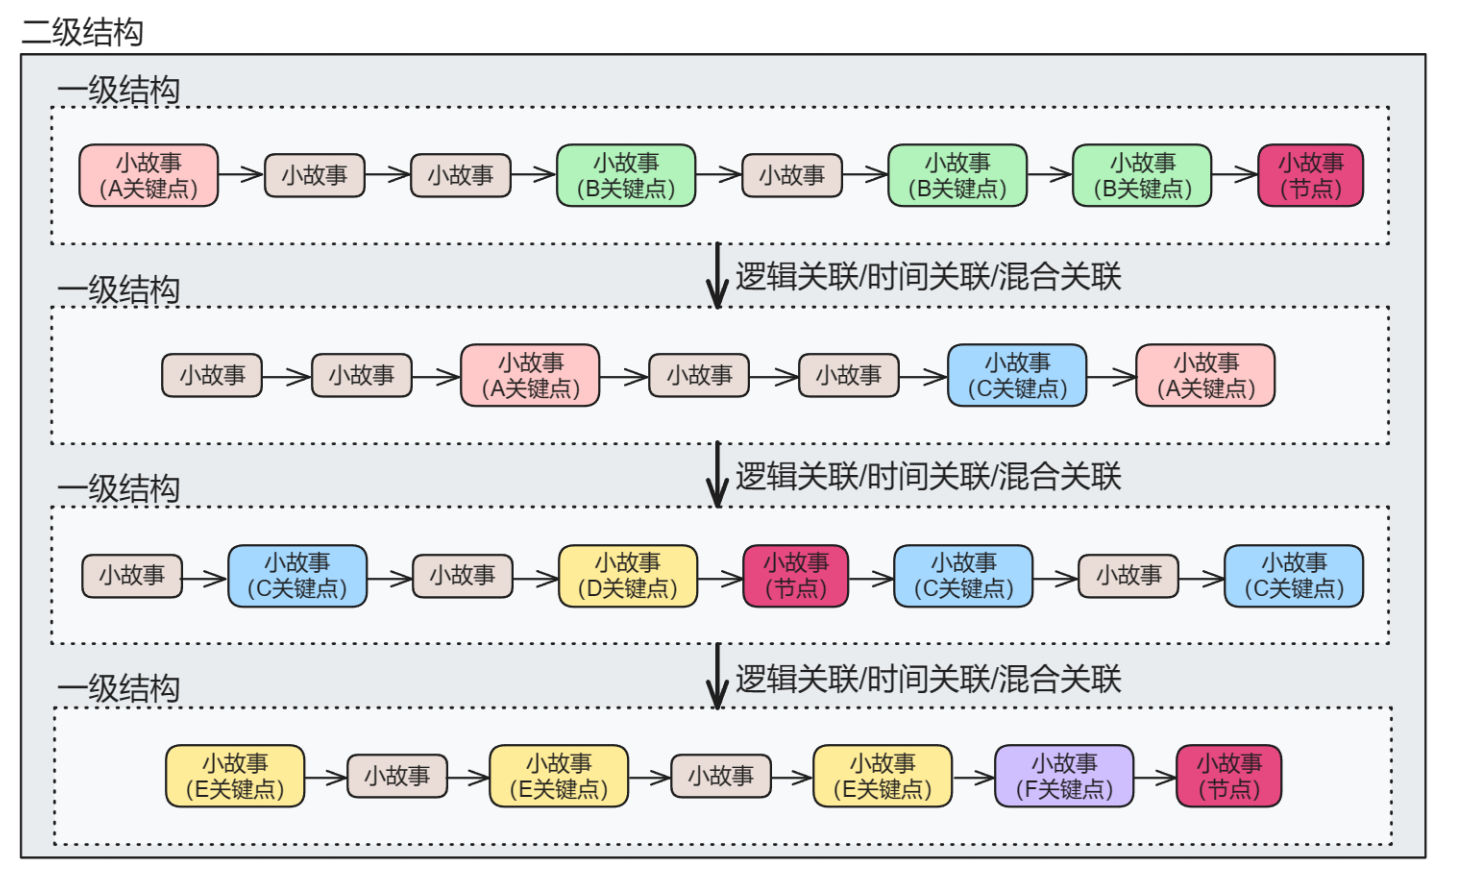 二级结构
一级结构
小故事
(A关键点)
小故事
小故事
小故事
(B关键点)
小故事
小故事
(B关键点)
小故事
(B关键点)
小故事
(节点)
逻辑关联/时间关联/混合关联
一级结构
小故事
小故事
小故事
(A关键点)
小故事
小故事
小故事
(C关键点)
小故事
(A关键点)
逻辑关联/时间关联/混合关联
一级结构
小故事
小故事
(C关键点)
小故事
小故事
(D关键点)
小故事
(节点)
小故事
(C关键点)
小故事
小故事
(C关键点)
逻辑关联/时间关联/混合关联
一级结构
小故事
(E关键点)
小故事
小故事
(E关键点)
小故事
小故事
(E关键点)
小故事
(F关键点)
小故事
(节点)